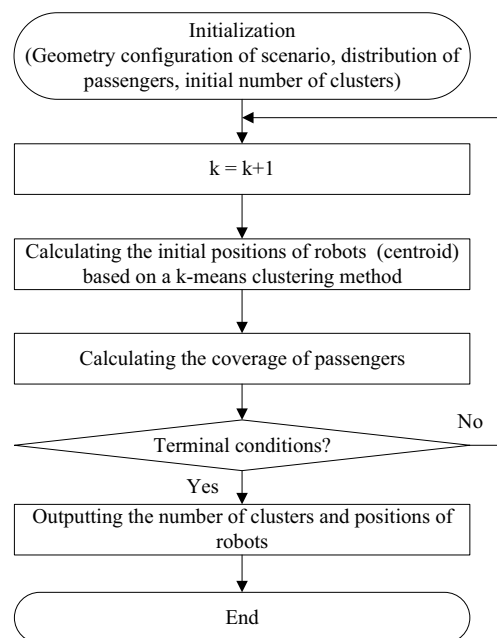 Initialization
(Geometry configuration of scenario, distribution of
passengers, initial number of clusters)
k = k+1
Calculating the initial positions of robots (centroid)
based on a k-means clustering method
Calculating the coverage of passengers
Terminal conditions?
No
Yes
Outputting the number of clusters and positions of
robots
End